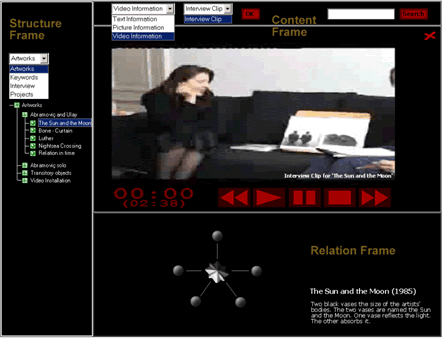 Structure
Frame
Artworks
Artworks
Keywords
Interview
Projects
Artworks
Abramoviç and Ulay
The Sun and the Moon
Bone - Curtain
Luther
Nightsea Crossing
Relation in time
Abramoviç solo
Transitory objects
Video Installation
Video Information
Text Information
Picture Information
Video Information
Interview Clip
Interview Clip
OK
Content
Frame
Search
Interview Clip for 'The Sun and the Moon'
00:00
(02:38)
Relation Frame
The Sun and the Moon (1985)
Two black vases the size of the artists'
bodies. The two vases are named the Sun
and the Moon. One vase reflects the light.
The other absorbs it.